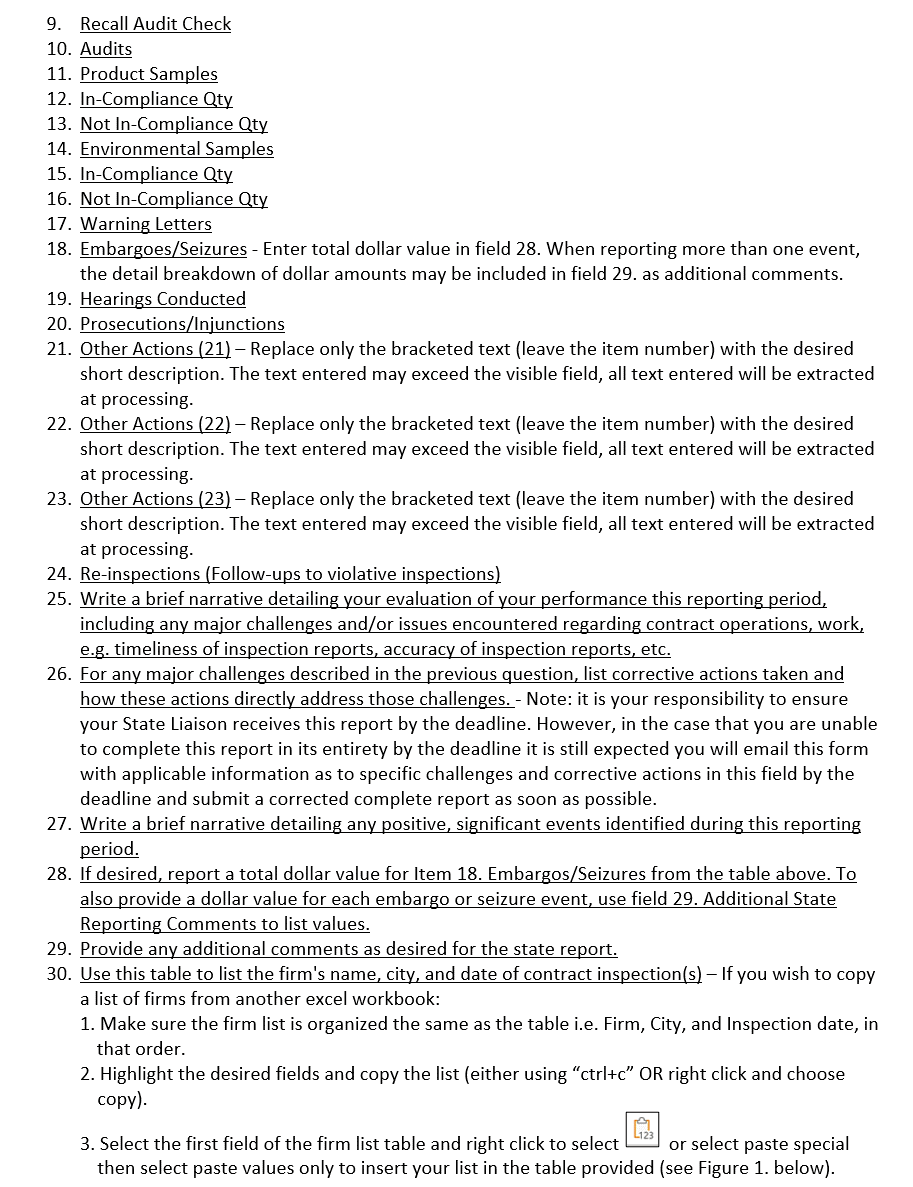 9. Recall Audit Check
10. Audits
11. Product Samples
12. In-Compliance Qty
13. Not In-Compliance Qty
14. Environmental Samples
15. In-Compliance Qty
16. Not In-Compliance Qty
17. Warning Letters
18. Embargoes/Seizures - Enter total dollar value in field 28. When reporting more than one event,
the detail breakdown of dollar amounts may be included in field 29. as additional comments.
19. Hearings Conducted
20. Prosecutions/Injunctions
21. Other Actions (21) – Replace only the bracketed text (leave the item number) with the desired
short description. The text entered may exceed the visible field, all text entered will be extracted
at processing.
22. Other Actions (22) – Replace only the bracketed text (leave the item number) with the desired
short description. The text entered may exceed the visible field, all text entered will be extracted
at processing.
23. Other Actions (23) – Replace only the bracketed text (leave the item number) with the desired
short description. The text entered may exceed the visible field, all text entered will be extracted
at processing.
24. Re-inspections (Follow-ups to violative inspections)
25. Write a brief narrative detailing your evaluation of your performance this reporting period,
including any major challenges and/or issues encountered regarding contract operations, work,
e.g. timeliness of inspection reports, accuracy of inspection reports, etc.
26. For any major challenges described in the previous question, list corrective actions taken and
how these actions directly address those challenges. - Note: it is your responsibility to ensure
your State Liaison receives this report by the deadline. However, in the case that you are unable
to complete this report in its entirety by the deadline it is still expected you will email this form
with applicable information as to specific challenges and corrective actions in this field by the
deadline and submit a corrected complete report as soon as possible.
27. Write a brief narrative detailing any positive, significant events identified during this reporting
period.
28. If desired, report a total dollar value for Item 18. Embargos/Seizures from the table above. To
also provide a dollar value for each embargo or seizure event, use field 29. Additional State
Reporting Comments to list values.
29. Provide any additional comments as desired for the state report.
30. Use this table to list the firm's name, city, and date of contract inspection(s) – If you wish to copy
a list of firms from another excel workbook:
1. Make sure the firm list is organized the same as the table i.e. Firm, City, and Inspection date, in
that order.
2. Highlight the desired fields and copy the list (either using “ctrl+c” OR right click and choose
copy).
3. Select the first field of the firm list table and right click to select 123 or select paste special
then select paste values only to insert your list in the table provided (see Figure 1. below).